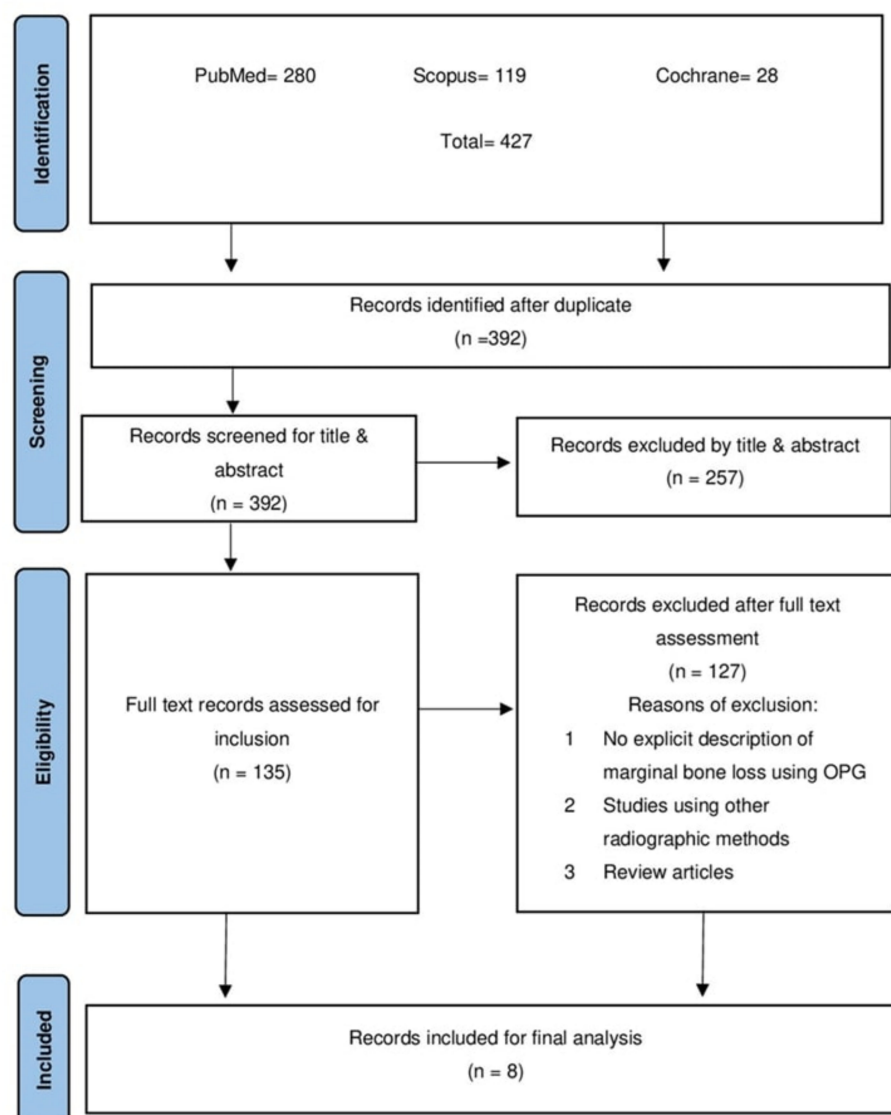 Identification
PubMed= 280
Scopus= 119
Cochrane= 28
Total= 427
Screening
Records identified after duplicate
(n =392)
Records screened for title &
abstract
(n = 392)
Records excluded by title & abstract
(n = 257)
Eligibility
Full text records assessed for
inclusion
(n = 135)
Records excluded after full text
assessment
(n = 127)
Reasons of exclusion:
1 No explicit description of
marginal bone loss using OPG
2 Studies using other
radiographic methods
3 Review articles
Included
Records included for final analysis
(n = 8)